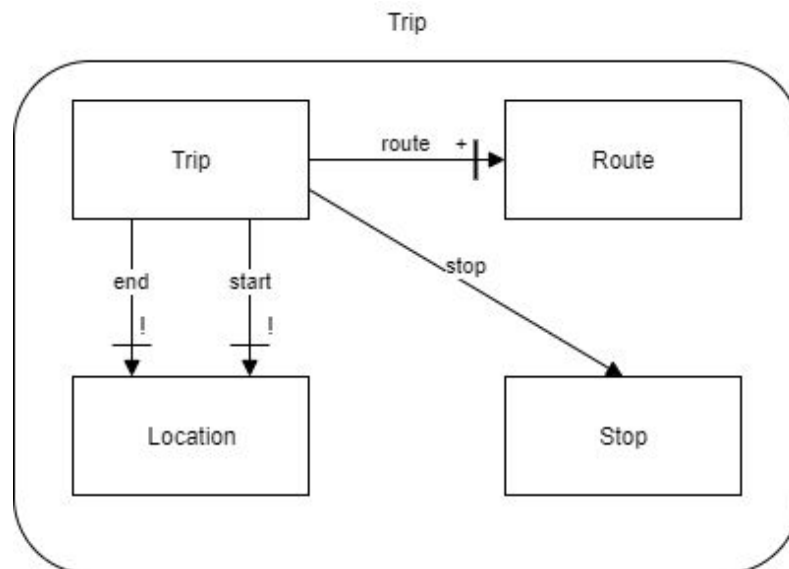 Trip
Trip
route +
Route
stop
end
start
!
!
Location
Stop